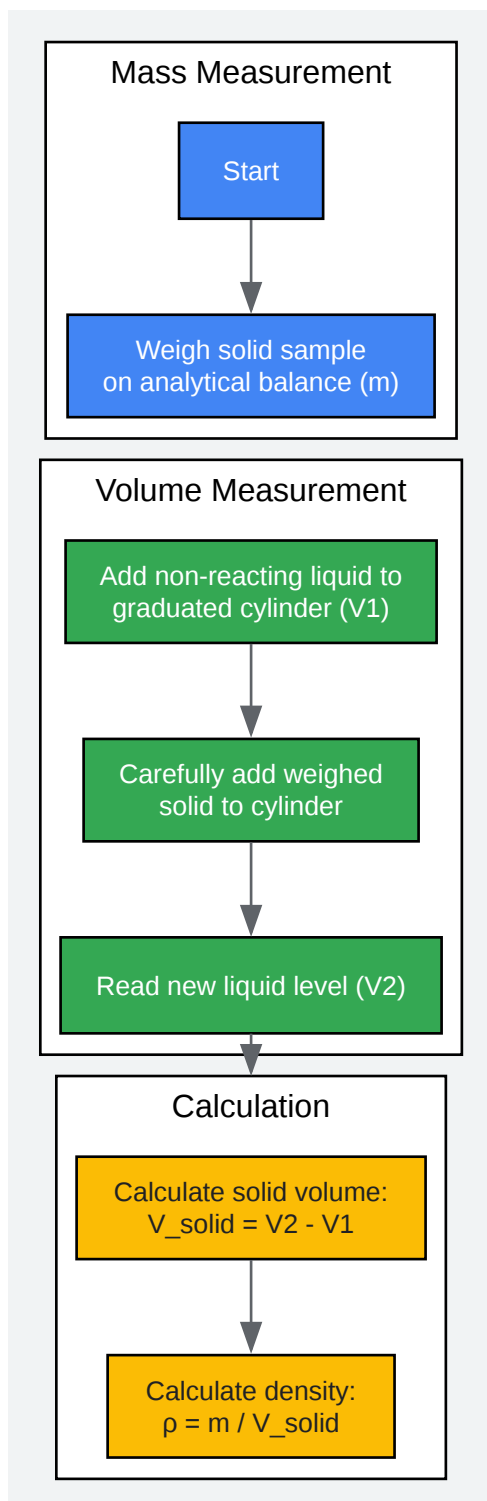 Mass Measurement
Start
Weigh solid sample
on analytical balance (m)
Volume Measurement
Add non-reacting liquid to
graduated cylinder (V1)
Carefully add weighed
solid to cylinder
Read new liquid level (V2)
Calculation
Calculate solid volume:
V_solid = V2 - V1
Calculate density:
ρ = m / V_solid